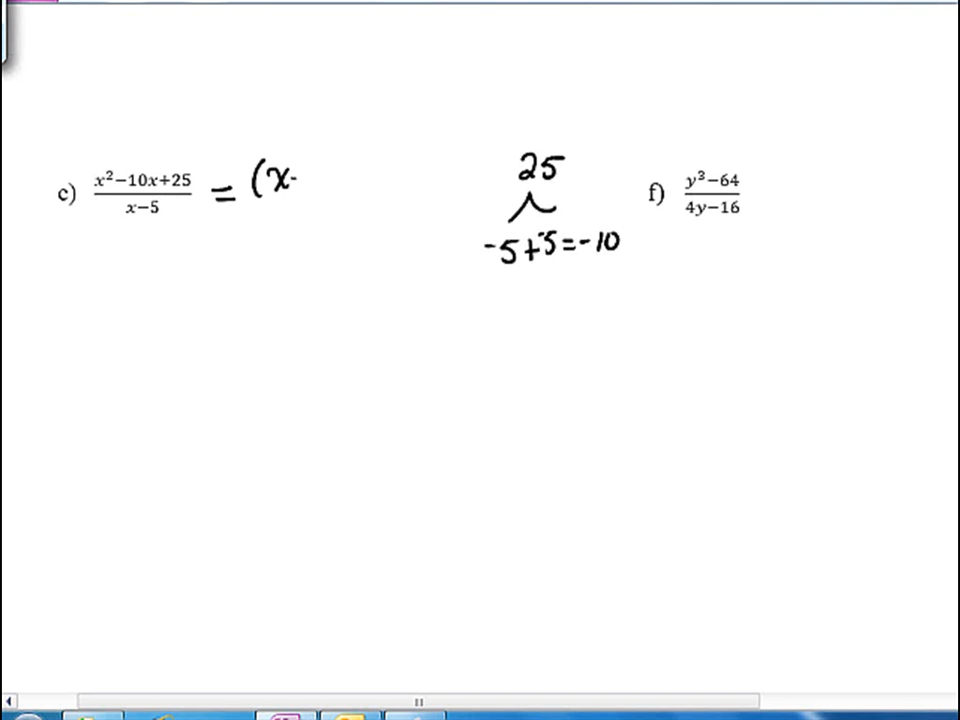 c) x²−10x+25 / x−5 = (x-
25
-5+-5=-10
f) y³−64 / 4y−16